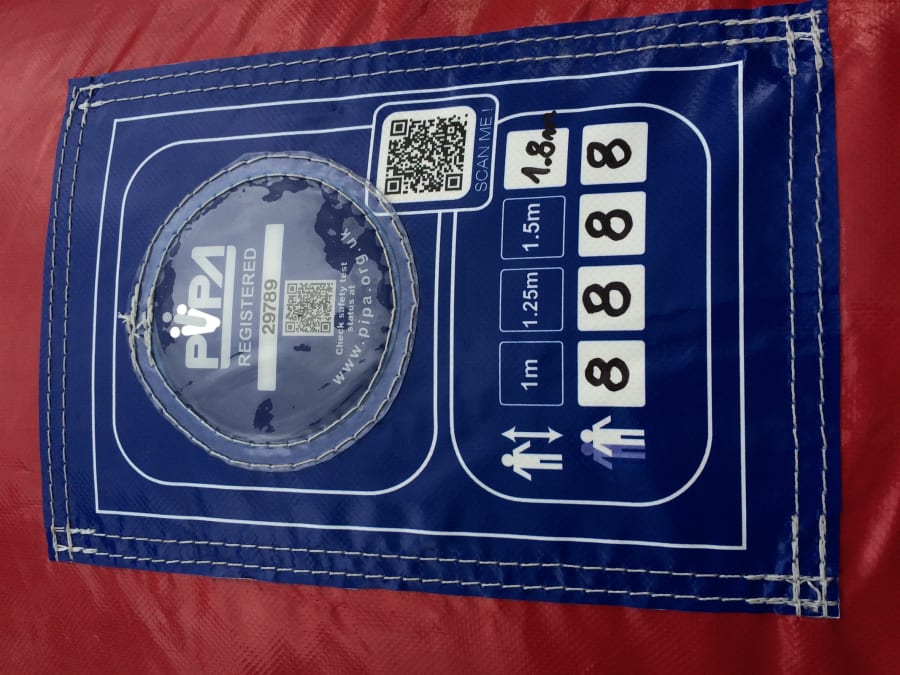 PIPA
REGISTERED
29789
Check safety test
status at
www.pipa.org.uk
SCAN ME!
1m 1.25m 1.5m 1.8m
8 8 8 8